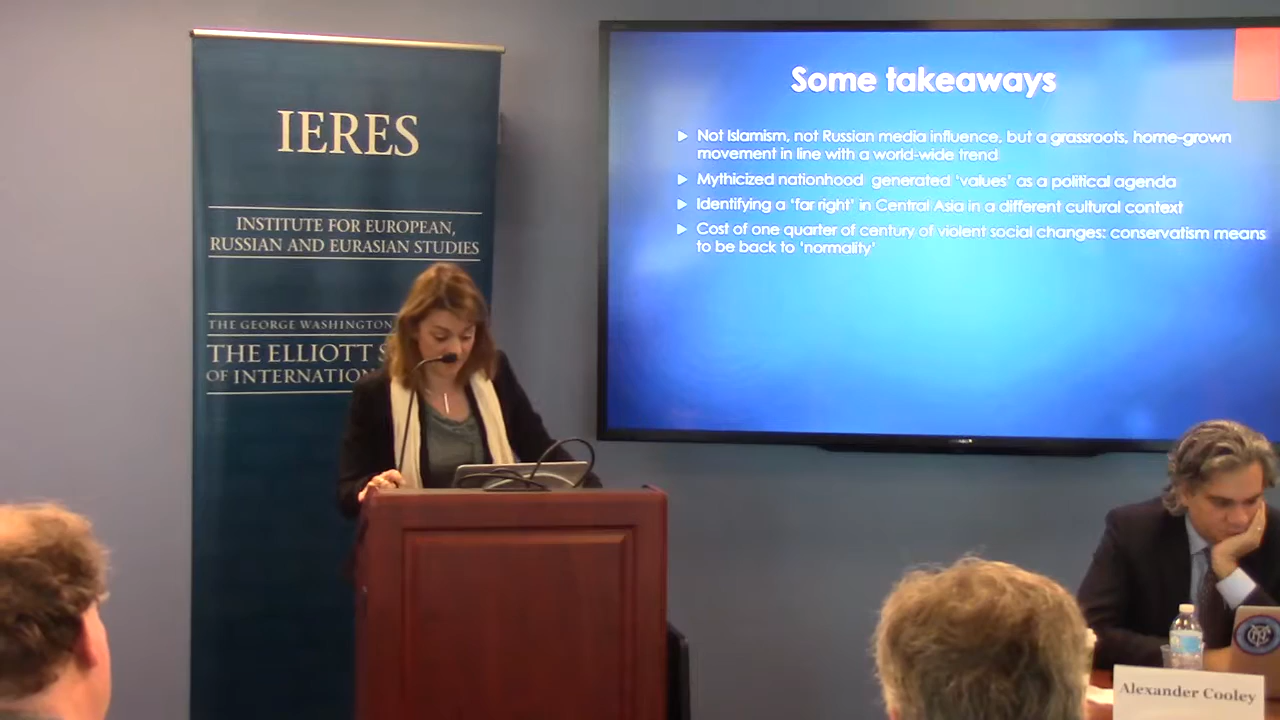 IERES
INSTITUTE FOR EUROPEAN,
RUSSIAN AND EURASIAN STUDIES
THE GEORGE WASHINGTON
THE ELLIOTT S
OF INTERNATION
Some takeaways
Not Islamism, not Russian media influence, but a grassroots, home-grown
movement in line with a world-wide trend
Mythicized nationhood generated ‘values’ as a political agenda
Identifying a ‘far right’ in Central Asia in a different cultural context
Cost of one quarter of century of violent social changes: conservatism means
to be back to ‘normality’
Alexander Cooley